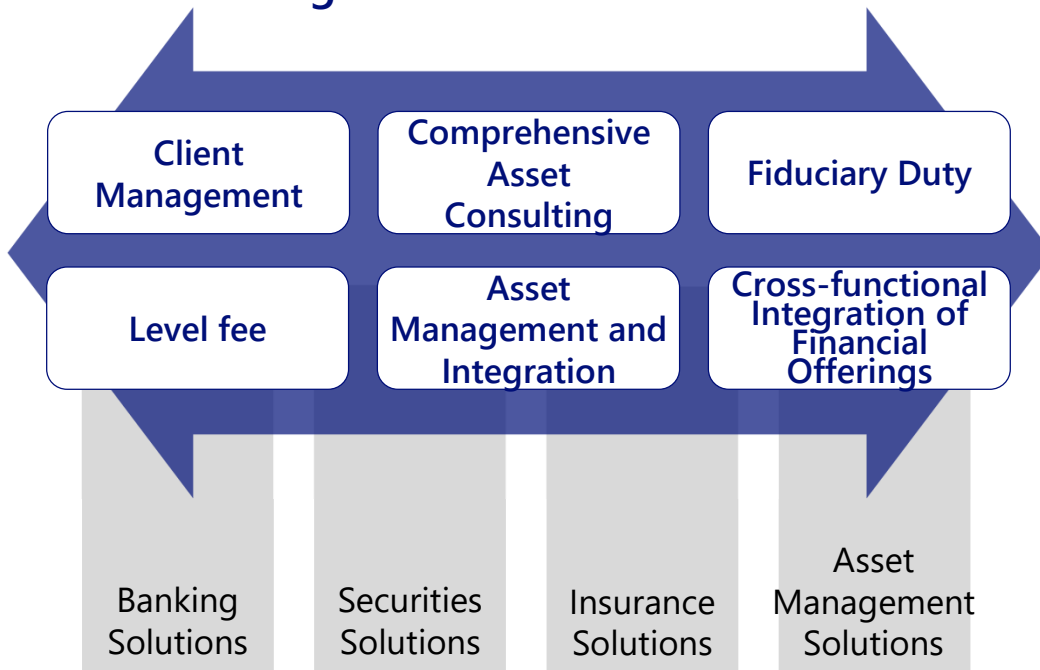 Client
Management
Comprehensive
Asset
Consulting
Fiduciary Duty
Level fee
Asset
Management and
Integration
Cross-functional
Integration of
Financial
Offerings
Banking
Solutions
Securities
Solutions
Insurance
Solutions
Asset
Management
Solutions